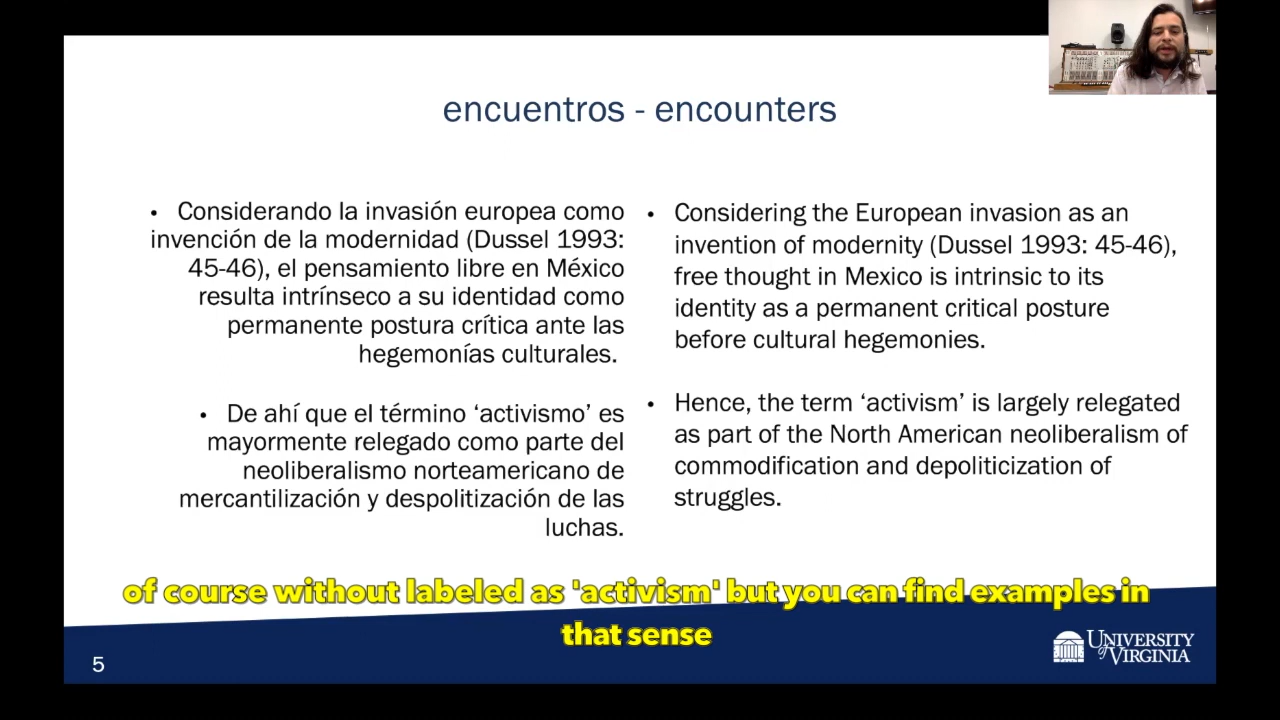 encuentros - encounters
• Considerando la invasión europea como
invención de la modernidad (Dussel 1993:
45-46), el pensamiento libre en México
resulta intrínseco a su identidad como
permanente postura crítica ante las
hegemonías culturales.
• De ahí que el término ‘activismo’ es
mayormente relegado como parte del
neoliberalismo norteamericano de
mercantilización y despolitización de las
luchas.
• Considering the European invasion as an
invention of modernity (Dussel 1993: 45-46),
free thought in Mexico is intrinsic to its
identity as a permanent critical posture
before cultural hegemonies.
• Hence, the term ‘activism’ is largely relegated
as part of the North American neoliberalism of
commodification and depoliticization of
struggles.
of course without labeled as 'activism' but you can find examples in
that sense
5
UNIVERSITY
of VIRGINIA